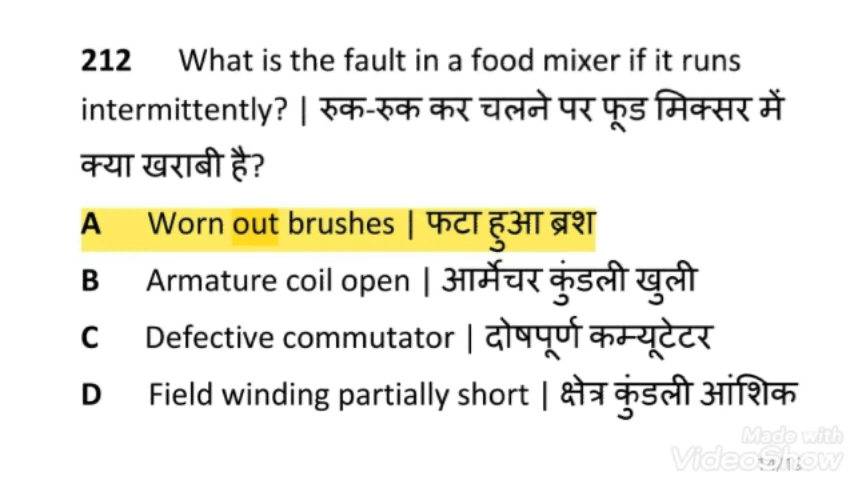 212 What is the fault in a food mixer if it runs
intermittently? | रुक-रुक कर चलने पर फूड मिक्सर में
क्या खराबी है?
A Worn out brushes | फटा हुआ ब्रश
B Armature coil open | आर्मेचर कुंडली खुली
C Defective commutator | दोषपूर्ण कम्यूटेटर
D Field winding partially short | क्षेत्र कुंडली आंशिक
Made with
VideoShow